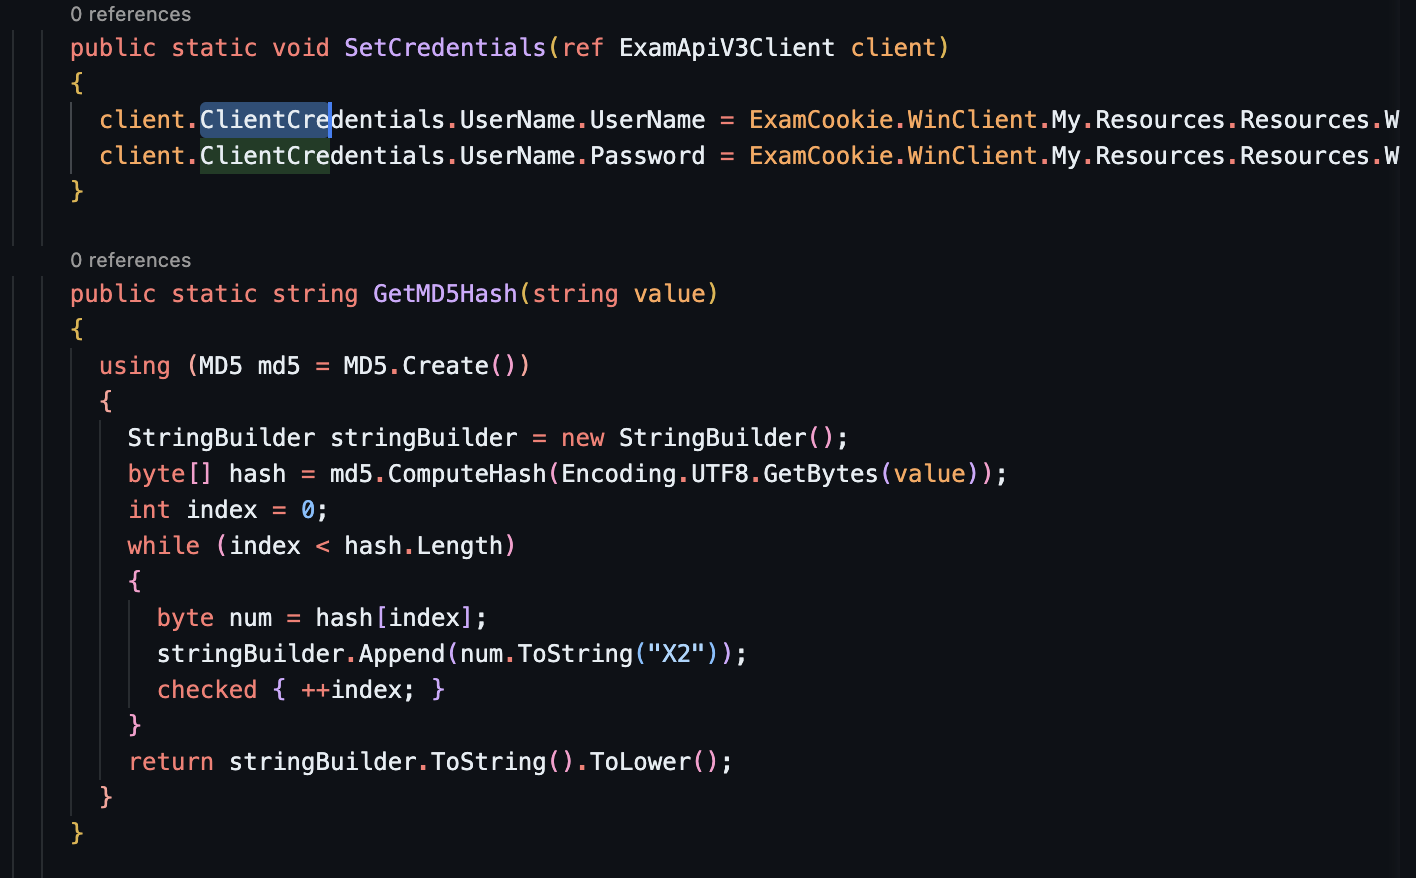 0 references
public static void SetCredentials(ref ExamApiV3Client client)
{
client.ClientCredentials.UserName.UserName = ExamCookie.WinClient.My.Resources.Resources.W
client.ClientCredentials.UserName.Password = ExamCookie.WinClient.My.Resources.Resources.W
}
0 references
public static string GetMD5Hash(string value)
{
using (MD5 md5 = MD5.Create())
{
StringBuilder stringBuilder = new StringBuilder();
byte[] hash = md5.ComputeHash(Encoding.UTF8.GetBytes(value));
int index = 0;
while (index < hash.Length)
{
byte num = hash[index];
stringBuilder.Append(num.ToString("X2"));
checked { ++index; }
}
return stringBuilder.ToString().ToLower();
}
}